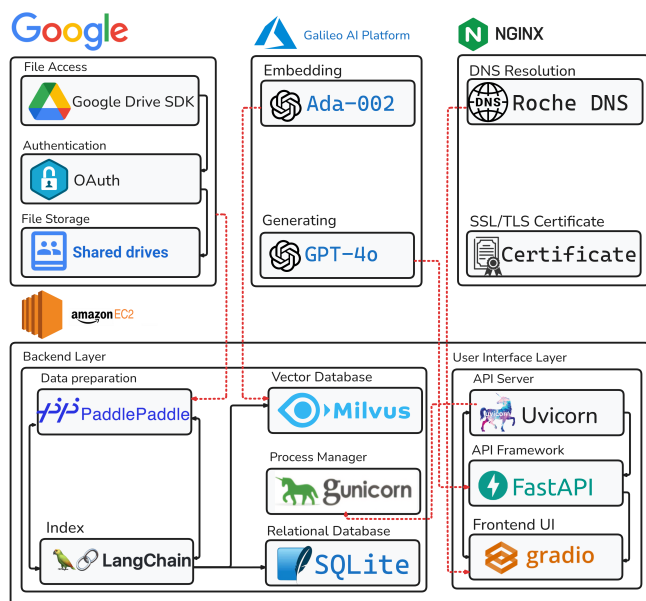 Google
Galileo AI Platform
NGINX
File Access
Google Drive SDK
Authentication
OAuth
File Storage
Shared drives
Embedding
Ada-002
Generating
GPT-4o
DNS Resolution
DNS
Roche DNS
SSL/TLS Certificate
Certificate
amazon EC2
Backend Layer
Data preparation
PaddlePaddle
Index
LangChain
Vector Database
Milvus
Process Manager
gunicorn
Relational Database
SQLite
User Interface Layer
API Server
Uvicorn
API Framework
FastAPI
Frontend UI
gradio